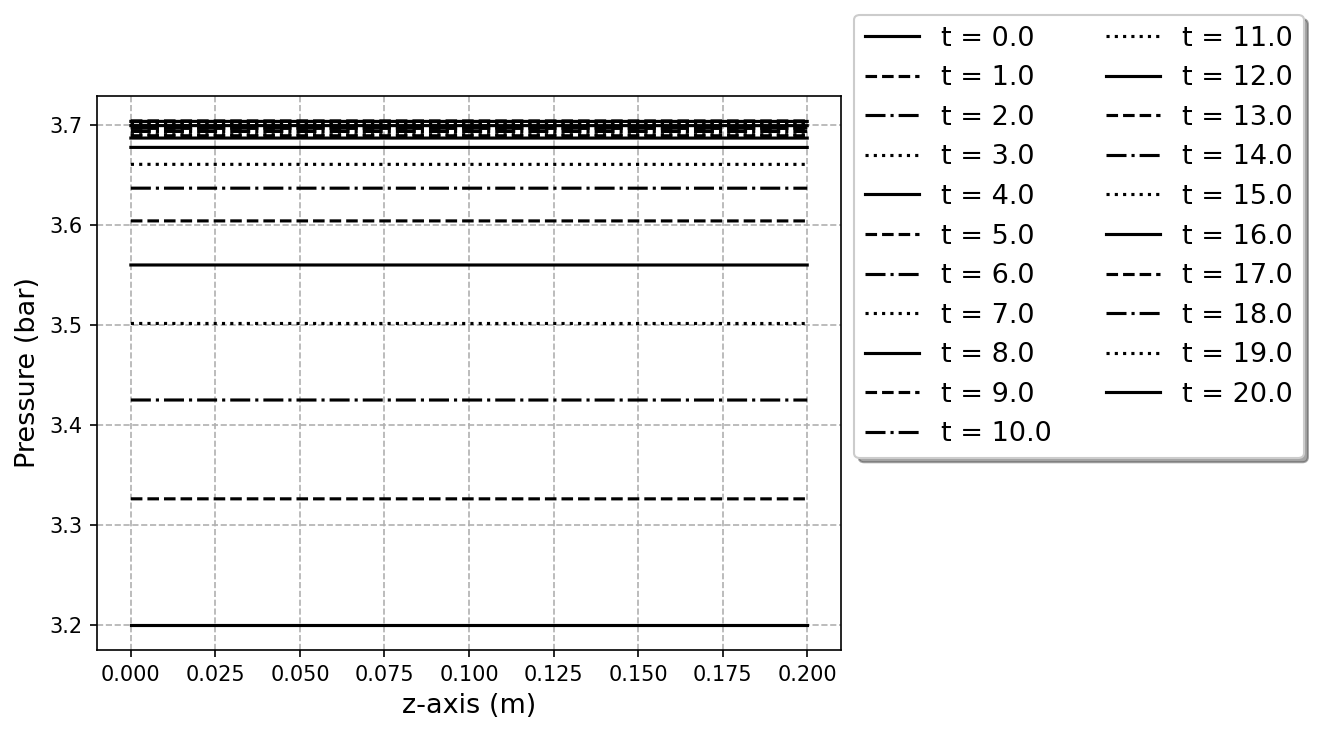 t = 0.0
t = 1.0
t = 2.0
t = 3.0
t = 4.0
t = 5.0
t = 6.0
t = 7.0
t = 8.0
t = 9.0
t = 10.0
t = 11.0
t = 12.0
t = 13.0
t = 14.0
t = 15.0
t = 16.0
t = 17.0
t = 18.0
t = 19.0
t = 20.0
Pressure (bar)
3.7
3.6
3.5
3.4
3.3
3.2
0.000 0.025 0.050 0.075 0.100 0.125 0.150 0.175 0.200
z-axis (m)